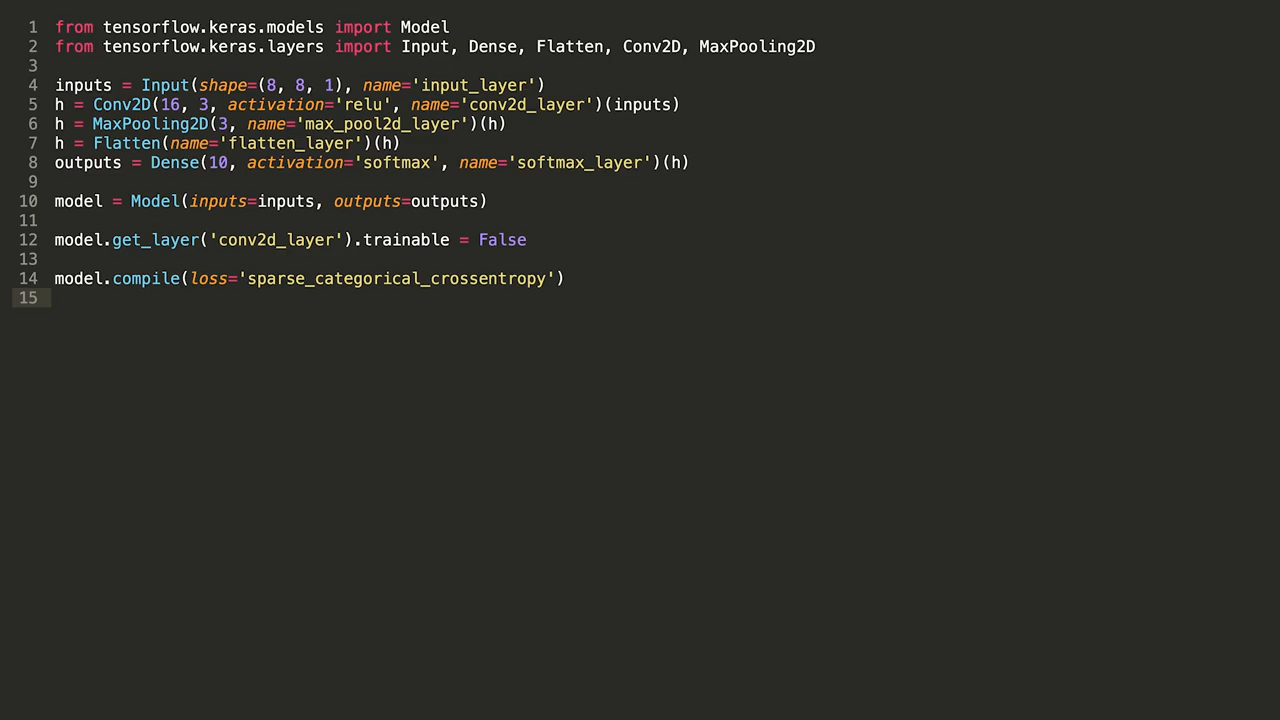 1 from tensorflow.keras.models import Model
2 from tensorflow.keras.layers import Input, Dense, Flatten, Conv2D, MaxPooling2D
3
4 inputs = Input(shape=(8, 8, 1), name='input_layer')
5 h = Conv2D(16, 3, activation='relu', name='conv2d_layer')(inputs)
6 h = MaxPooling2D(3, name='max_pool2d_layer')(h)
7 h = Flatten(name='flatten_layer')(h)
8 outputs = Dense(10, activation='softmax', name='softmax_layer')(h)
9
10 model = Model(inputs=inputs, outputs=outputs)
11
12 model.get_layer('conv2d_layer').trainable = False
13
14 model.compile(loss='sparse_categorical_crossentropy')
15